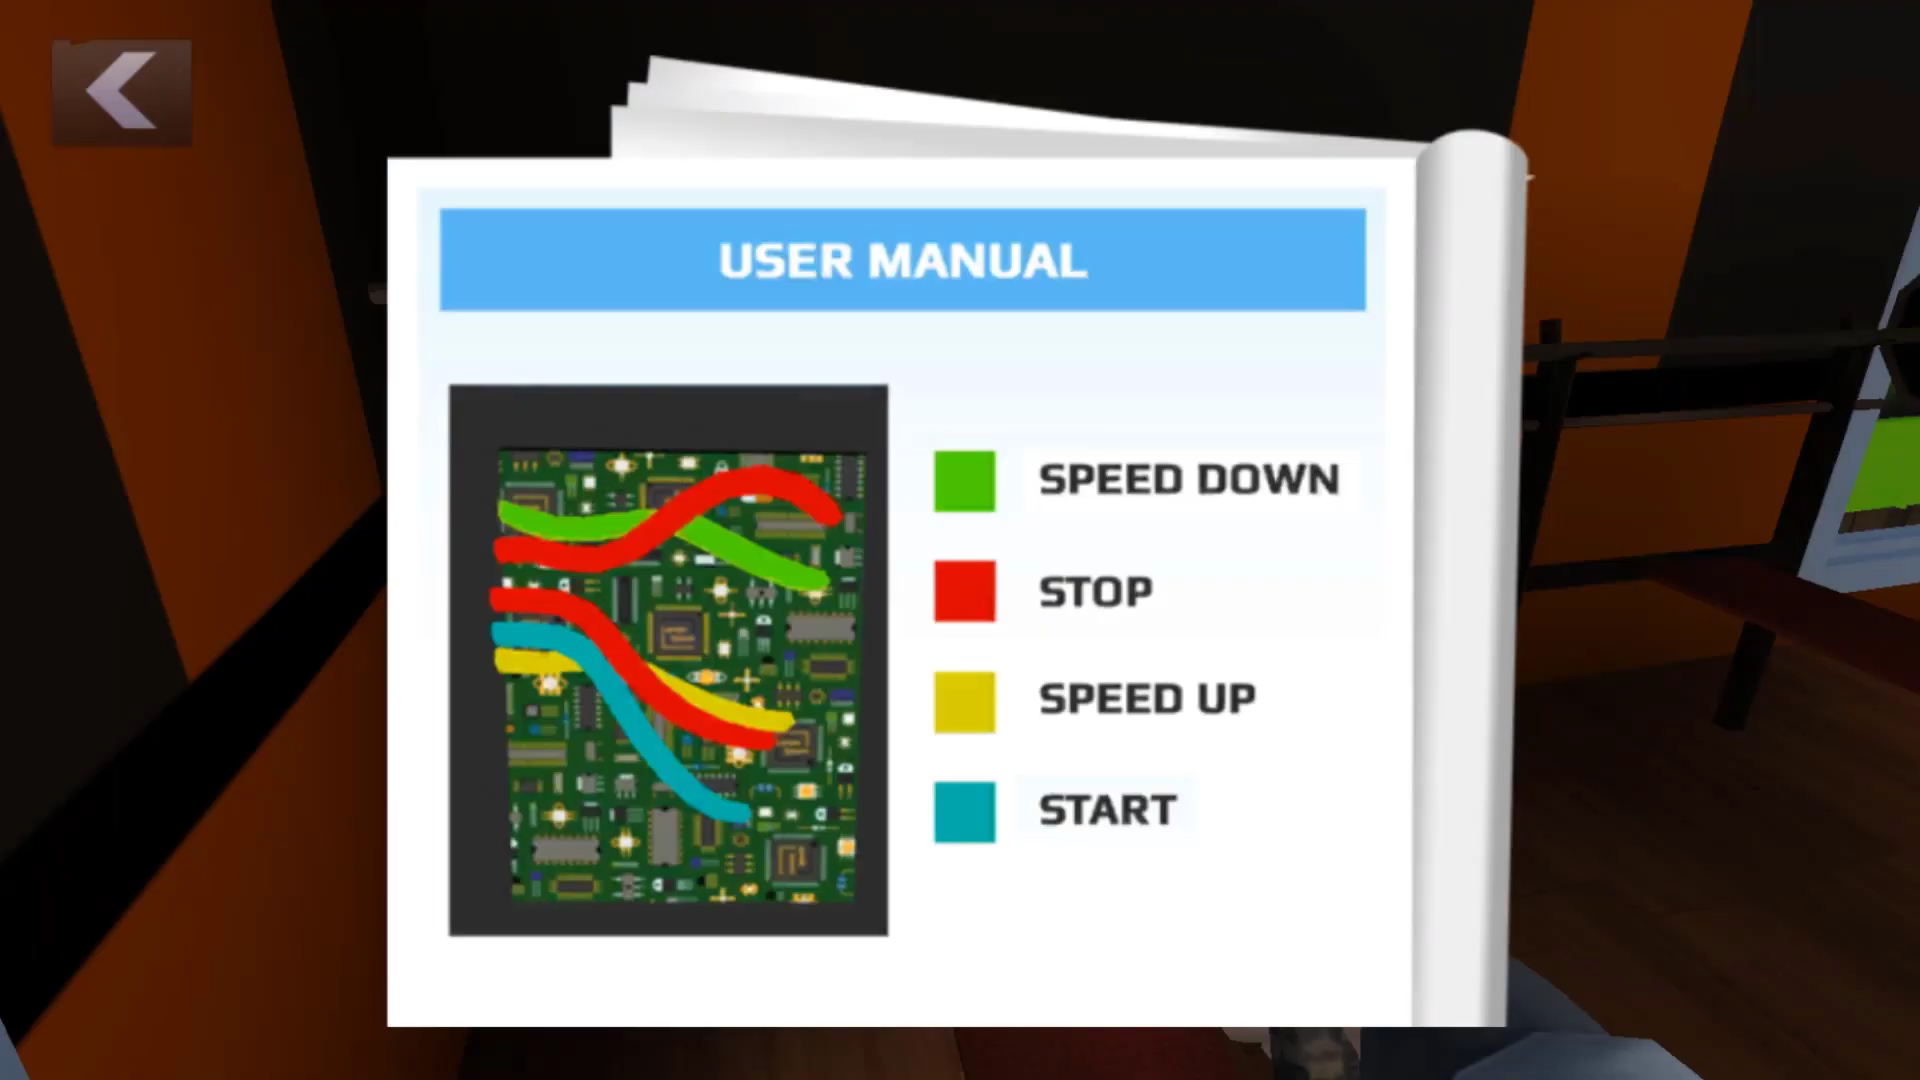 USER MANUAL
SPEED DOWN
STOP
SPEED UP
START